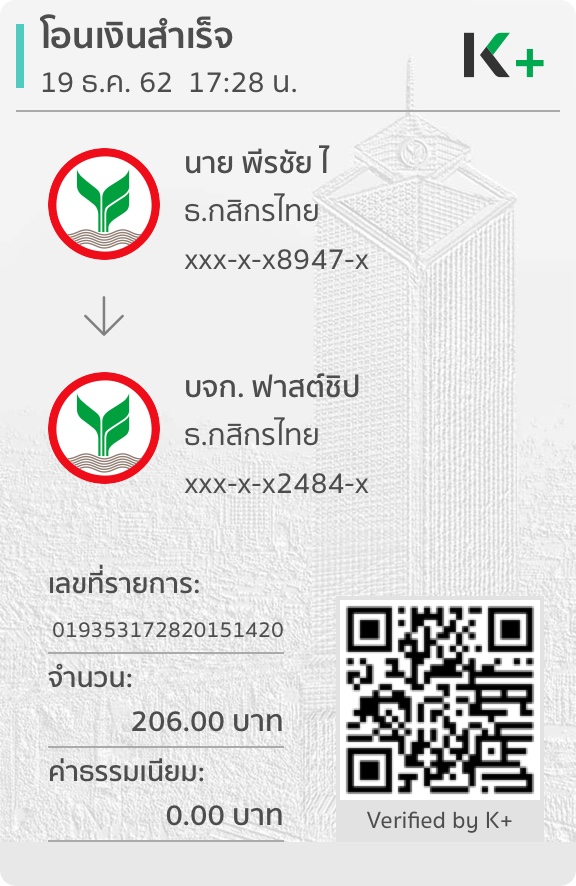 โอนเงินสำเร็จ
19 ธ.ค. 62 17:28 น.
K+
นาย พีรชัย ไ
ธ.กสิกรไทย
xxx-x-x8947-x
บจก. ฟาสต์ชิป
ธ.กสิกรไทย
xxx-x-x2484-x
เลขที่รายการ:
019353172820151420
จำนวน:
206.00 บาท
ค่าธรรมเนียม:
0.00 บาท
Verified by K+